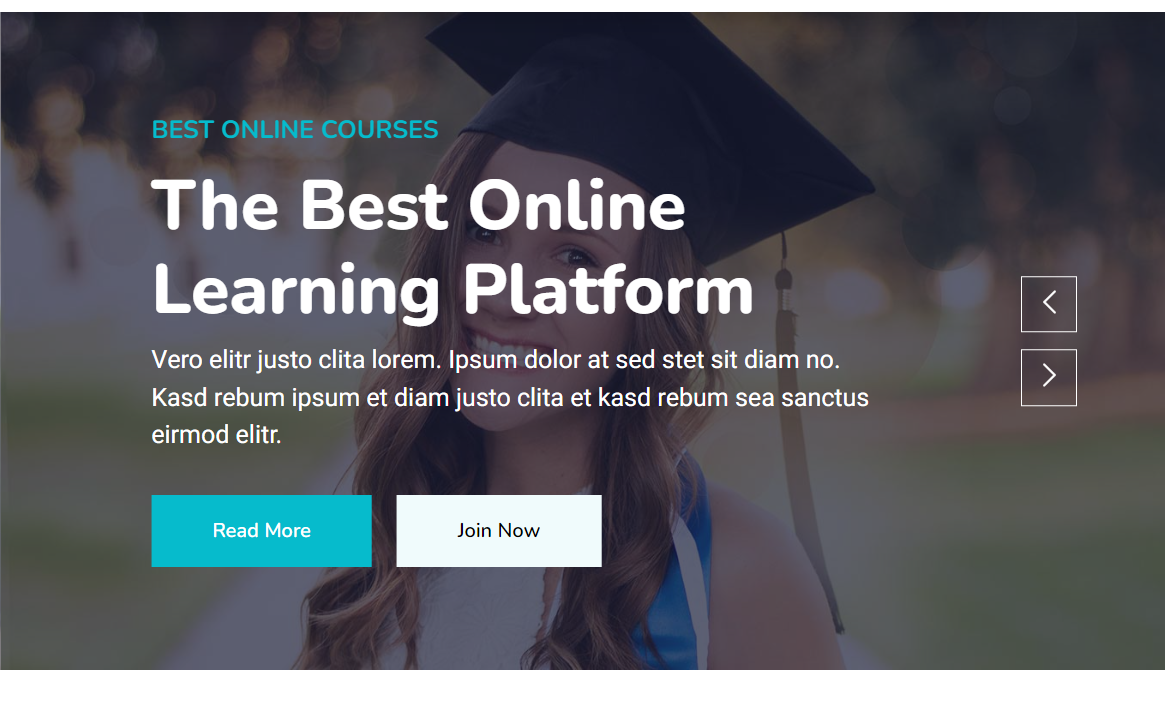 BEST ONLINE COURSES
The Best Online
Learning Platform
Vero elitr justo clita lorem. Ipsum dolor at sed stet sit diam no.
Kasd rebum ipsum et diam justo clita et kasd rebum sea sanctus
eirmod elitr.
Read More
Join Now